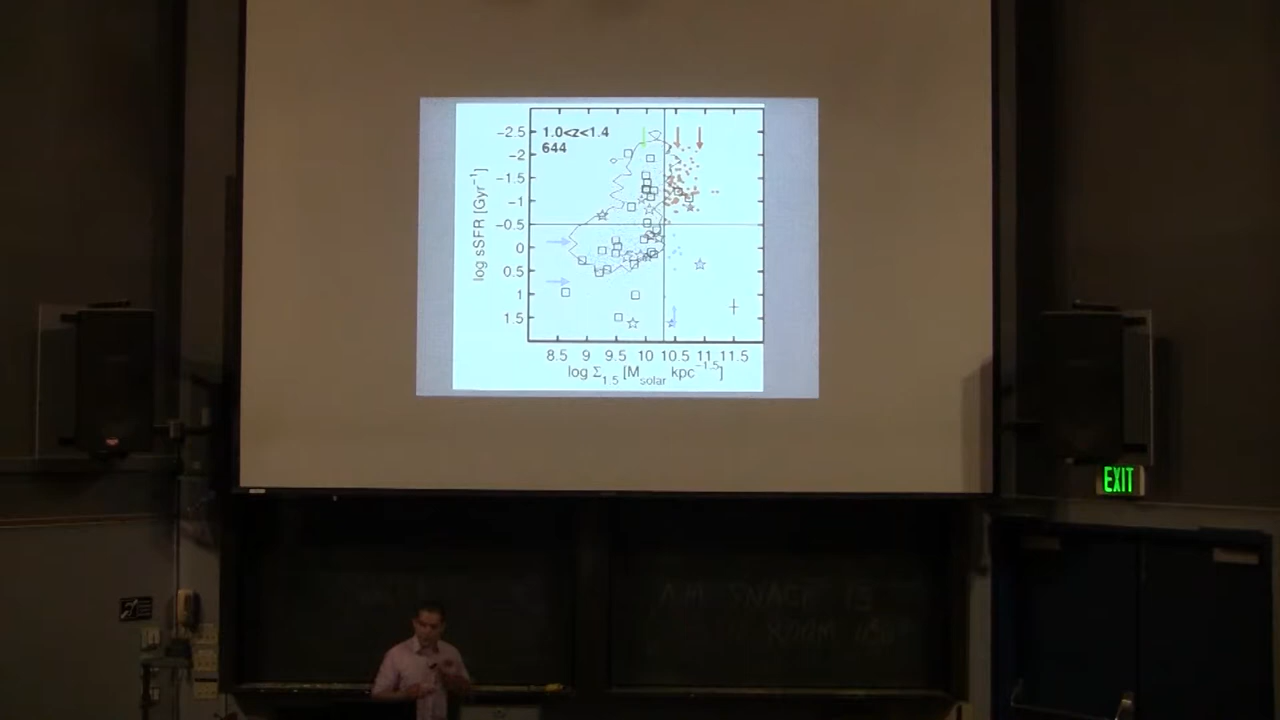 1.0<z<1.4
644
log sSFR [Gyr⁻¹]
−2.5
−2
−1.5
−1
−0.5
0
0.5
1
1.5
8.5 9 9.5 10 10.5 11 11.5
log Σ1.5 [Msolar kpc⁻¹·⁵]
EXIT